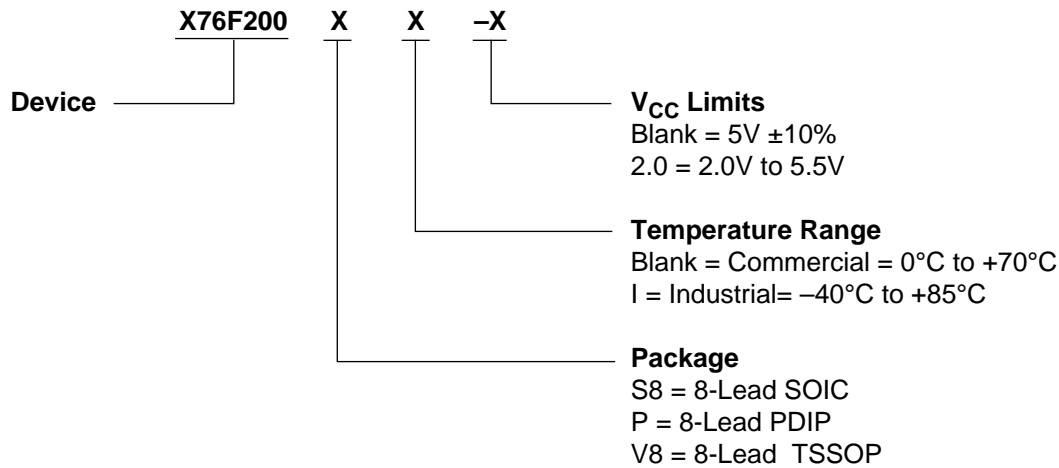 X76F200 X X –X
Device
VCC Limits
Blank = 5V ±10%
2.0 = 2.0V to 5.5V
Temperature Range
Blank = Commercial = 0°C to +70°C
I = Industrial= –40°C to +85°C
Package
S8 = 8-Lead SOIC
P = 8-Lead PDIP
V8 = 8-Lead TSSOP